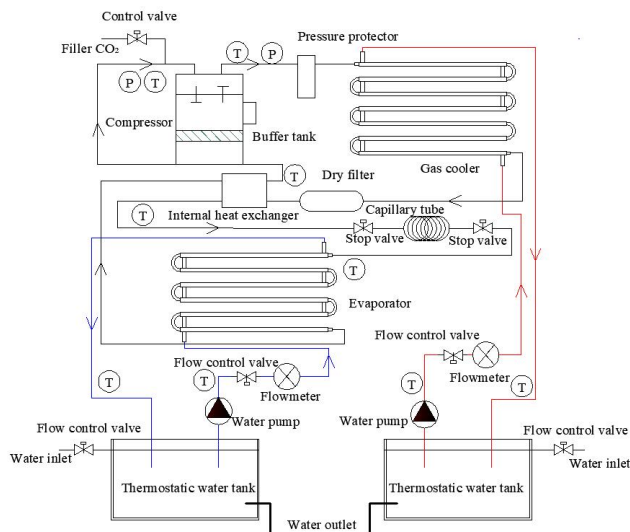 Control valve
Filler CO₂
Pressure protector
T
P
P
T
Compressor
Buffer tank
Gas cooler
T
Dry filter
Internal heat exchanger
T
Capillary tube
Stop valve
Stop valve
T
Evaporator
Flow control valve
Flow control valve
T
T
Flowmeter
T
Flowmeter
T
Water pump
Water pump
Flow control valve
Flow control valve
Water inlet
Water inlet
Thermostatic water tank
Thermostatic water tank
Water outlet